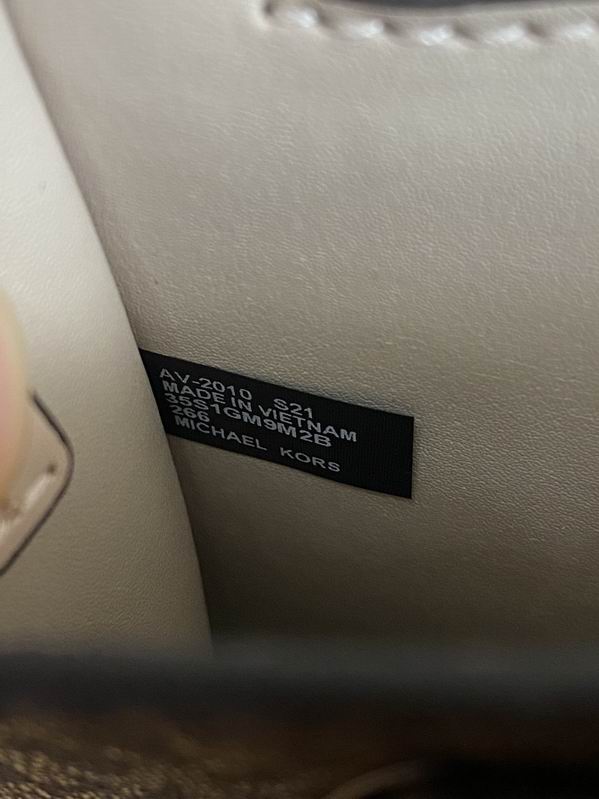 AV-2010 S21
MADE IN VIETNAM
35S1GM9M2B
266
MICHAEL KORS